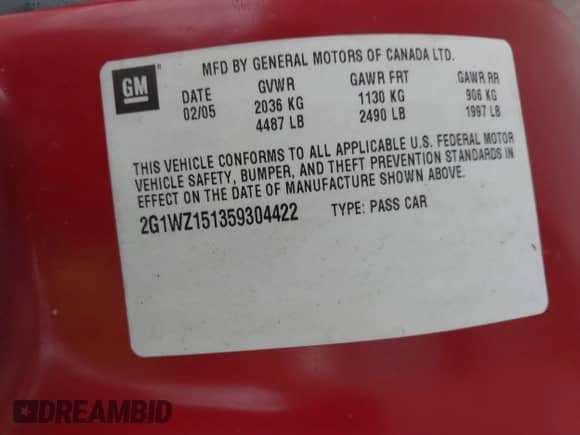 GM ®
MFD BY GENERAL MOTORS OF CANADA LTD.
DATE GVWR GAWR FRT GAWR RR
02/05 2036 KG 1130 KG 906 KG
4487 LB 2490 LB 1997 LB
THIS VEHICLE CONFORMS TO ALL APPLICABLE U.S. FEDERAL MOTOR
VEHICLE SAFETY, BUMPER, AND THEFT PREVENTION STANDARDS IN
EFFECT ON THE DATE OF MANUFACTURE SHOWN ABOVE.
2G1WZ151359304422 TYPE: PASS CAR
DREAMBID